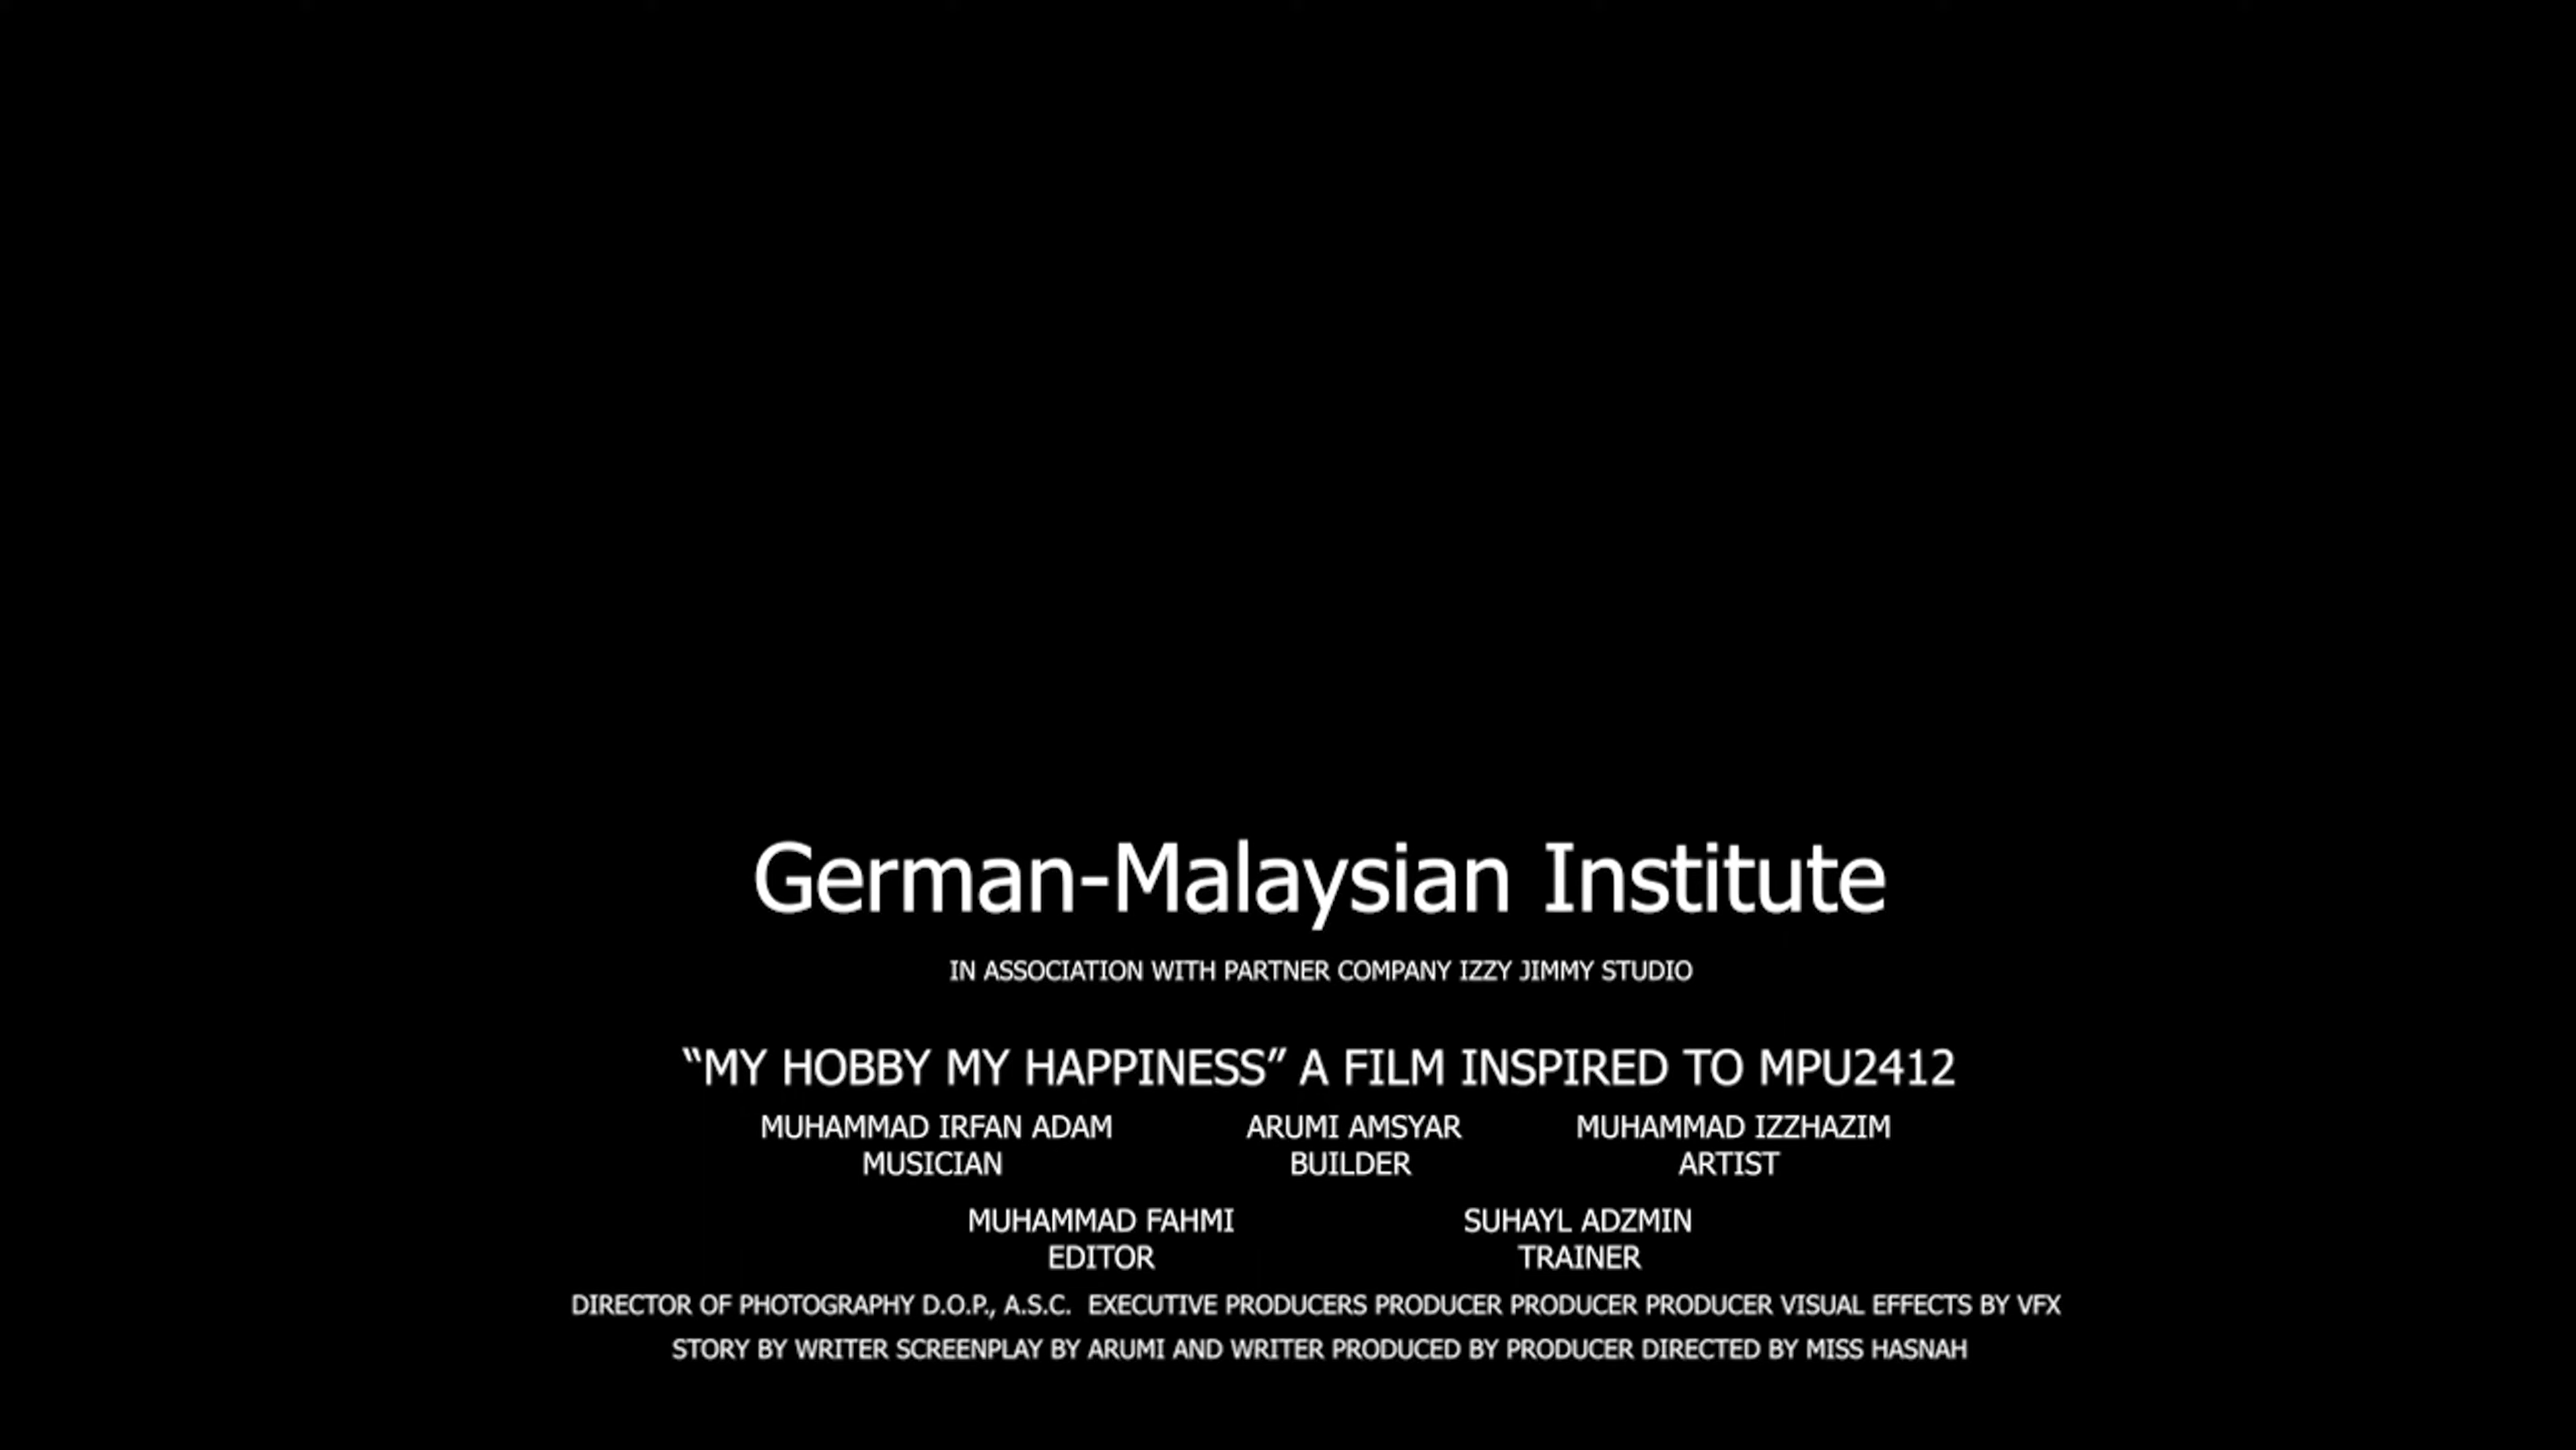 German-Malaysian Institute
IN ASSOCIATION WITH PARTNER COMPANY IZZY JIMMY STUDIO
“MY HOBBY MY HAPPINESS” A FILM INSPIRED TO MPU2412
MUHAMMAD IRFAN ADAM ARUMI AMSYAR MUHAMMAD IZZHAZIM
MUSICIAN BUILDER ARTIST
MUHAMMAD FAHMI SUHAYL ADZMIN
EDITOR TRAINER
DIRECTOR OF PHOTOGRAPHY D.O.P., A.S.C. EXECUTIVE PRODUCERS PRODUCER PRODUCER PRODUCER VISUAL EFFECTS BY VFX
STORY BY WRITER SCREENPLAY BY ARUMI AND WRITER PRODUCED BY PRODUCER DIRECTED BY MISS HASNAH